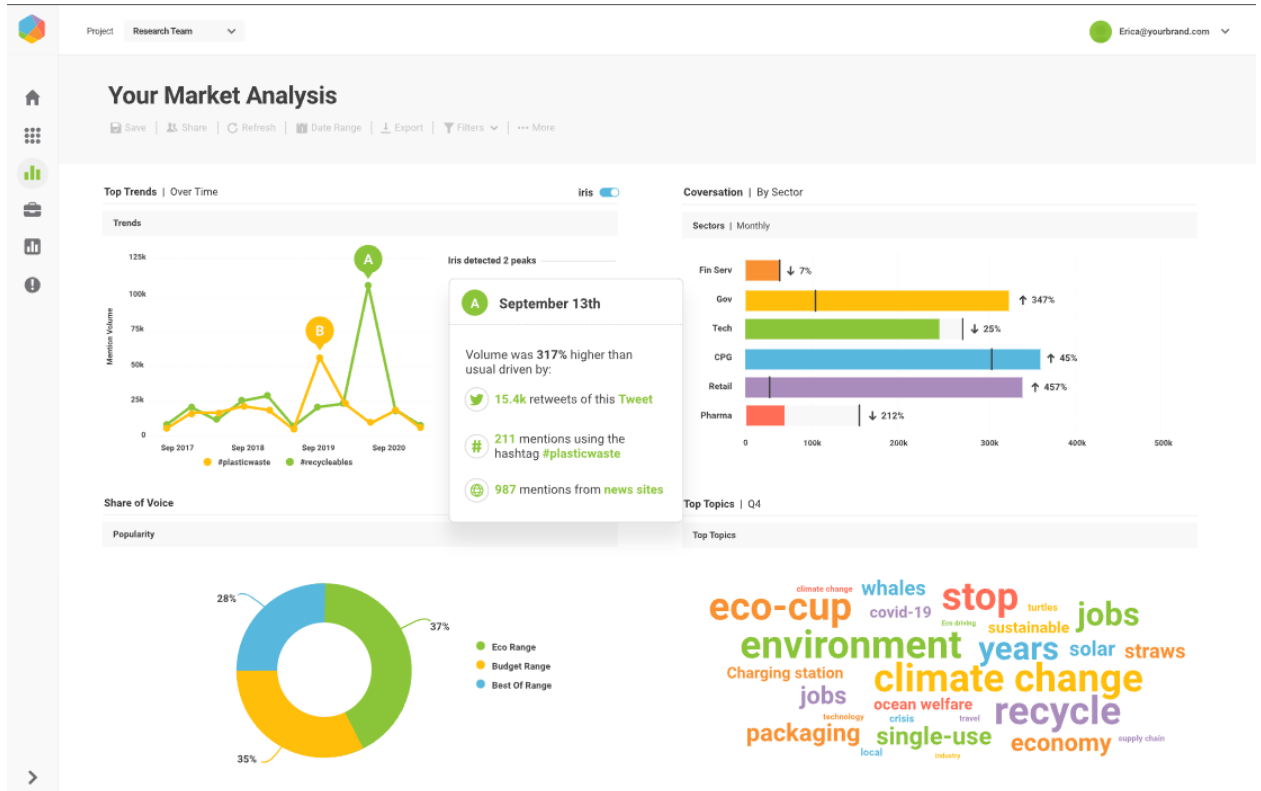 Project Research Team
Erica@yourbrand.com
Your Market Analysis
Save | Share | Refresh | Date Range | Export | Filters | ··· More
Top Trends | Over Time
iris
Trends
125k
100k
75k
50k
25k
0
Mention Volume
A
B
Sep 2017 Sep 2018 Sep 2019 Sep 2020
#plasticwaste #recycleables
Iris detected 2 peaks
A September 13th
Volume was 317% higher than
usual driven by:
15.4k retweets of this Tweet
# 211 mentions using the
hashtag #plasticwaste
987 mentions from news sites
Coversation | By Sector
Sectors | Monthly
Fin Serv ↓ 7%
Gov ↑ 347%
Tech ↓ 25%
CPG ↑ 45%
Retail ↑ 457%
Pharma ↓ 212%
0 100k 200k 300k 400k 500k
Share of Voice
Popularity
28%
37%
35%
Eco Range
Budget Range
Best Of Range
Top Topics | Q4
Top Topics
climate change whales stop
eco-cup covid-19 turtles jobs
Eco driving sustainable
environment years solar straws
Charging station climate change
jobs ocean welfare recycle
technology crisis travel
packaging single-use economy supply chain
local industry